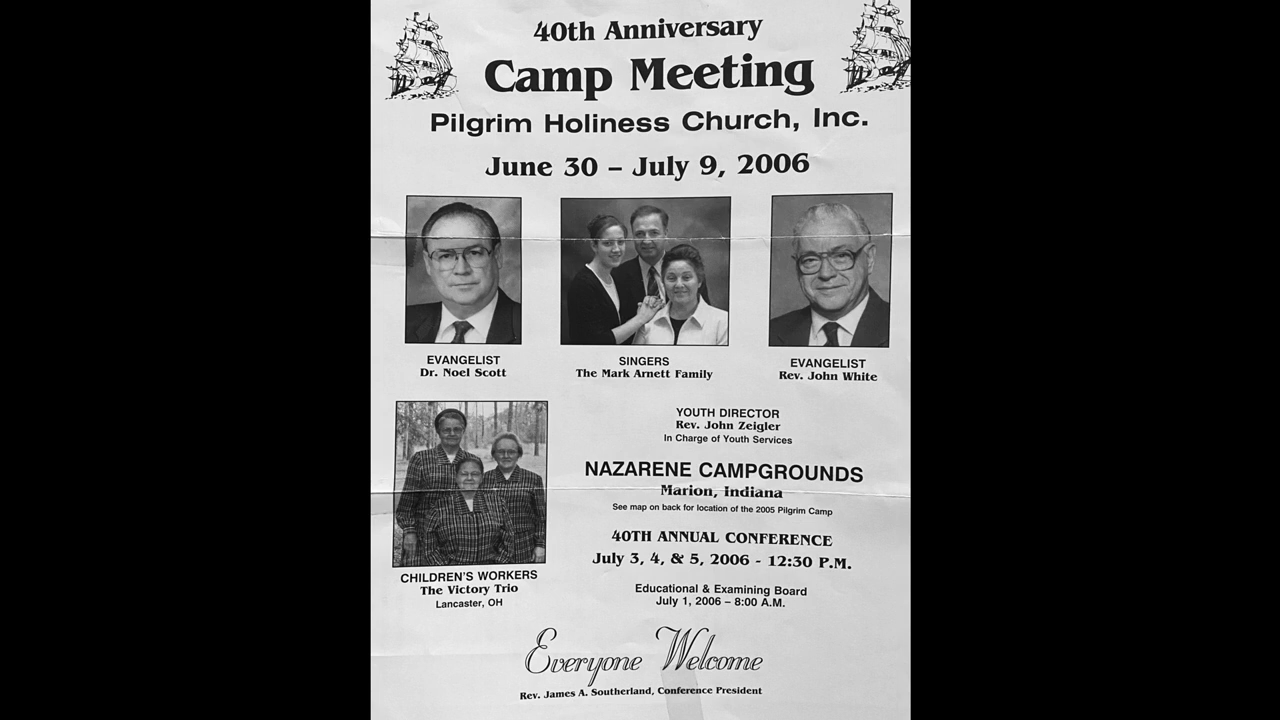 40th Anniversary
Camp Meeting
Pilgrim Holiness Church, Inc.
June 30 – July 9, 2006
EVANGELIST
Dr. Noel Scott
SINGERS
The Mark Arnett Family
EVANGELIST
Rev. John White
YOUTH DIRECTOR
Rev. John Zeigler
In Charge of Youth Services
NAZARENE CAMPGROUNDS
Marion, Indiana
See map on back for location of the 2005 Pilgrim Camp
40TH ANNUAL CONFERENCE
July 3, 4, & 5, 2006 - 12:30 P.M.
CHILDREN'S WORKERS
The Victory Trio
Lancaster, OH
Educational & Examining Board
July 1, 2006 – 8:00 A.M.
Everyone Welcome
Rev. James A. Southerland, Conference President